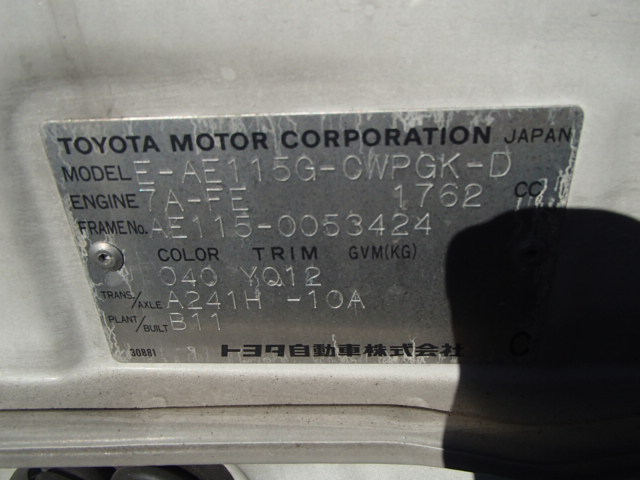 TOYOTA MOTOR CORPORATION JAPAN
MODEL E-AE115G-CWPGK-D
ENGINE 7A-FE 1762 CC
FRAME No. AE115-0053424
COLOR TRIM GVM(KG)
040 YQ12
TRANS./AXLE A241H -10A
PLANT/BUILT B11
30881 トヨタ自動車株式会社 C